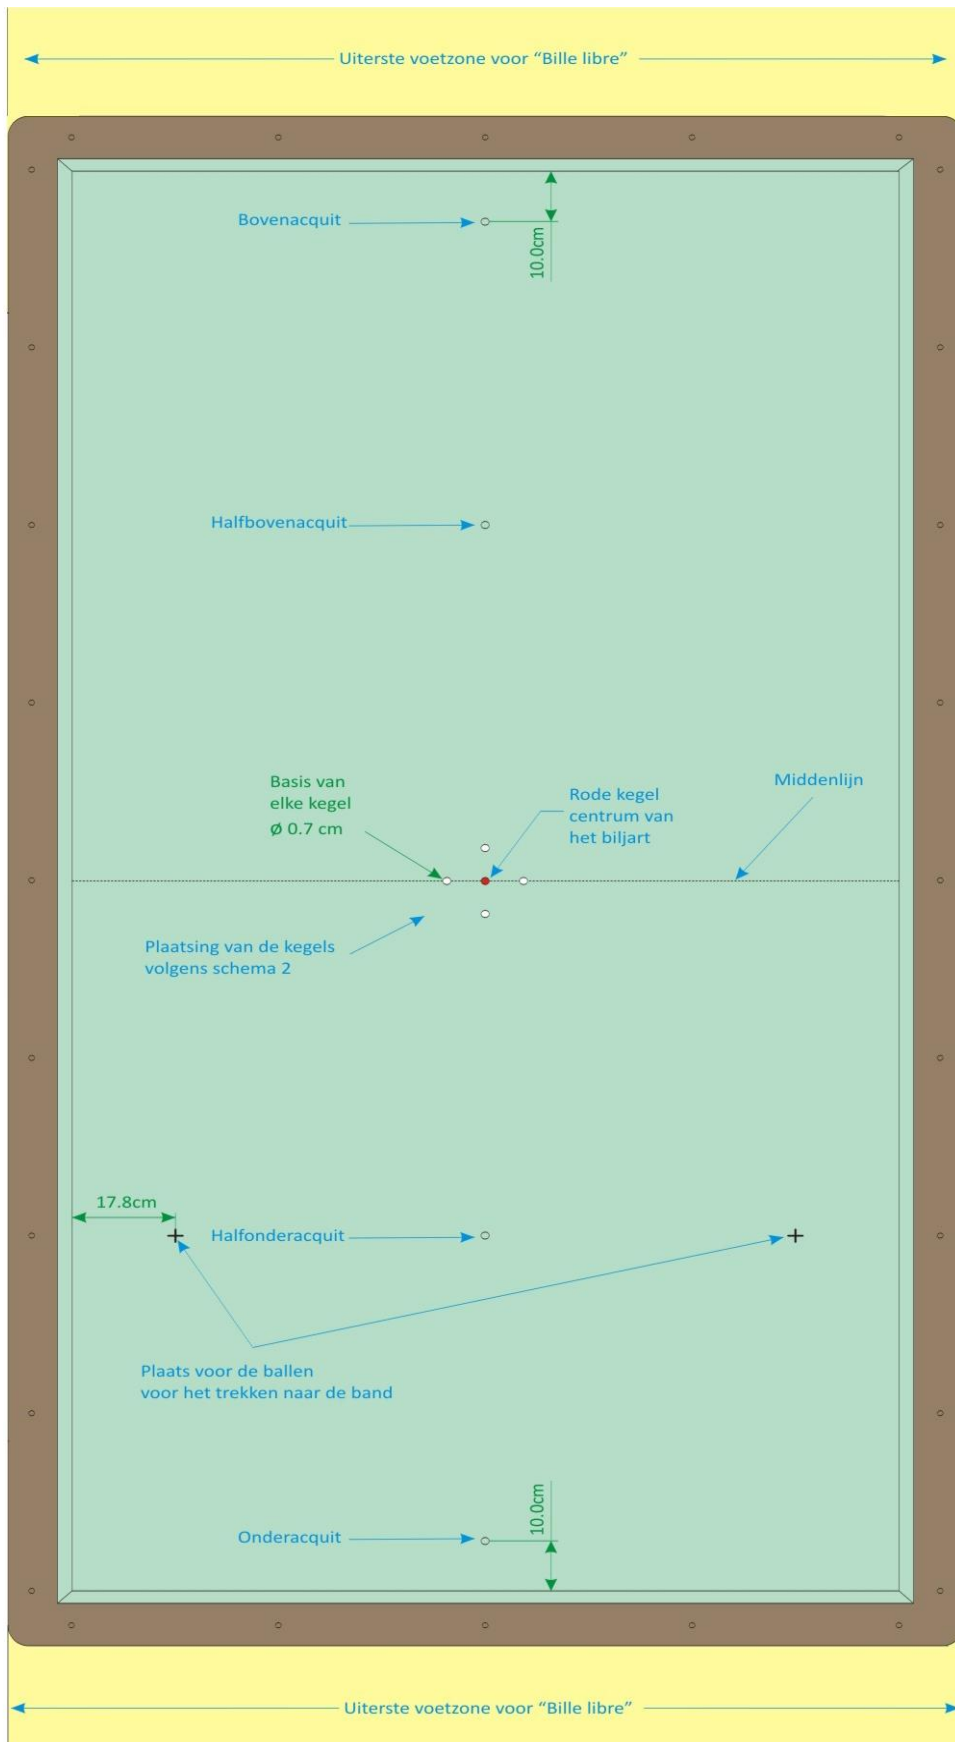 Uiterste voetzone voor “Bille libre”
Bovenacquit
10.0cm
Halfbovenacquit
Basis van
elke kegel
Ø 0.7 cm
Rode kegel
centrum van
het biljart
Middenlijn
Plaatsing van de kegels
volgens schema 2
17.8cm
Halfonderacquit
Plaats voor de ballen
voor het trekken naar de band
10.0cm
Onderacquit
Uiterste voetzone voor “Bille libre”